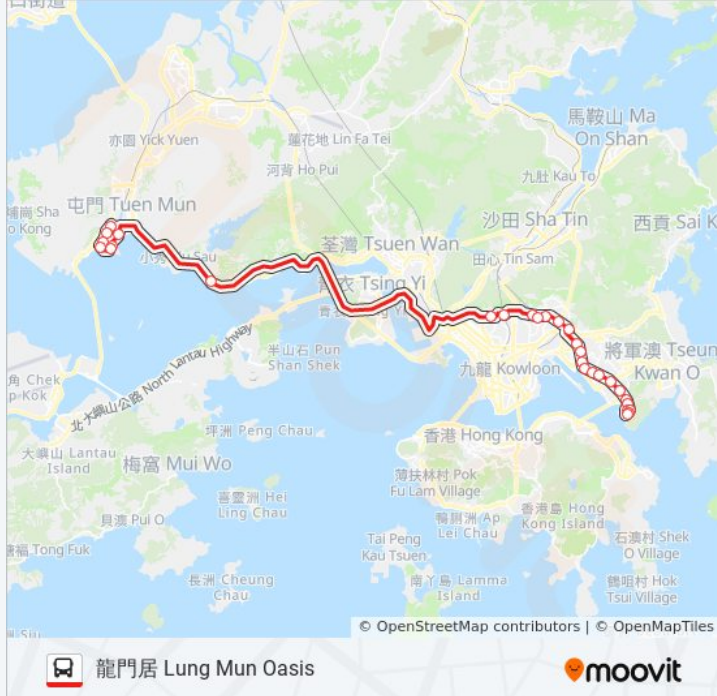 口街道
馬鞍山 Ma
On Shan
亦園 Yick Yuen
蓮花地 Lin Fa Tei
河背 Ho Pui
九肚 Kau To
屯門 Tuen Mun
沙田 Sha Tin
西貢 Sai K
荃灣 Tsuen Wan
田心 Tin Sam
Tsing Yi
將軍澳 Tseun
Kwan O
半山石 Pun
Shan Shek
九龍 Kowloon
角 Chek
p Kok
北大嶼山公路 North Lantau Highway
坪洲 Peng Chau
香港 Hong Kong
大嶼山 Lantau
Island
梅窩 Mui Wo
薄扶林村 Pok
Fu Lam Village
喜靈洲 Hei
Ling Chau
香港島 Hong
Kong Island
貝澳 Pui O
鴨脷洲 Ap
Lei Chau
石澳村 Shek
O Village
塘福 Tong Fuk
Tai Peng
Kau Tsuen
長洲 Cheung
Chau
南丫島 Lamma
Island
鶴咀村 Hok
Tsui Village
© OpenStreetMap contributors | © OpenMapTiles
龍門居 Lung Mun Oasis
moovit